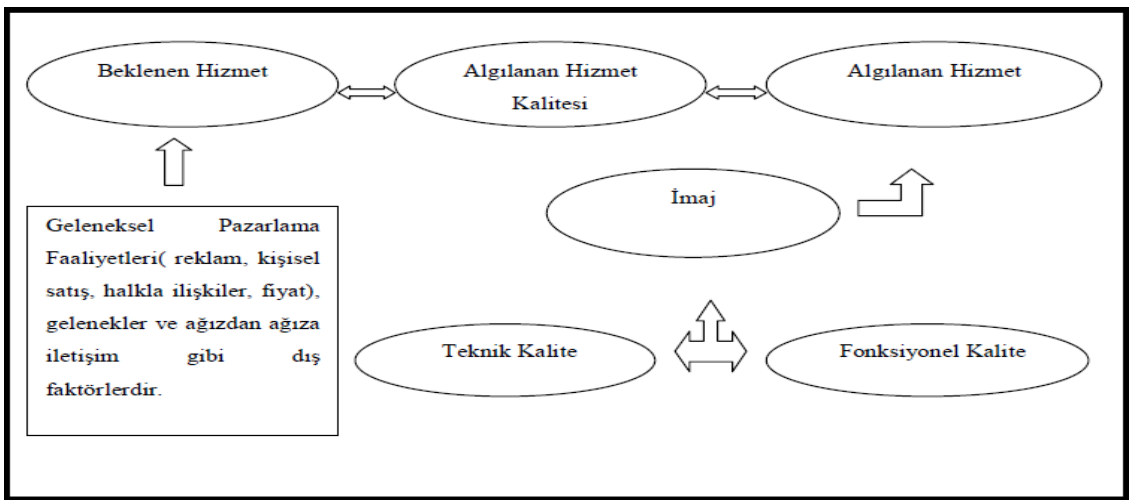 Beklenen Hizmet
Algılanan Hizmet
Kalitesi
Algılanan Hizmet
İmaj
Geleneksel Pazarlama
Faaliyetleri( reklam, kişisel
satış, halkla ilişkiler, fiyat),
gelenekler ve ağızdan ağıza
iletişim gibi dış
faktörlerdir.
Teknik Kalite
Fonksiyonel Kalite